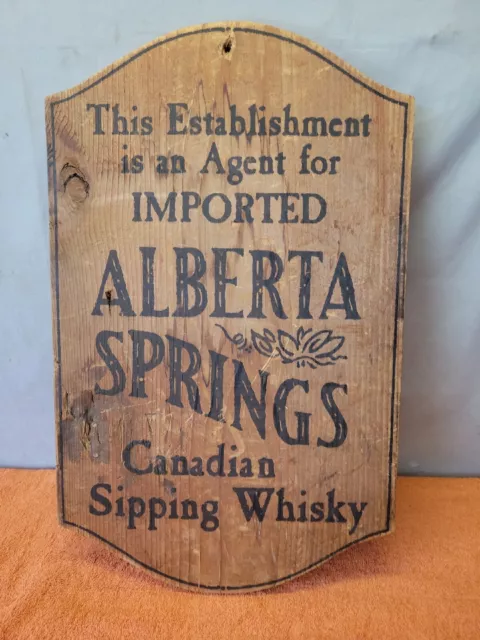 This Establishment
is an Agent for
IMPORTED
ALBERTA
SPRINGS
Canadian
Sipping Whisky